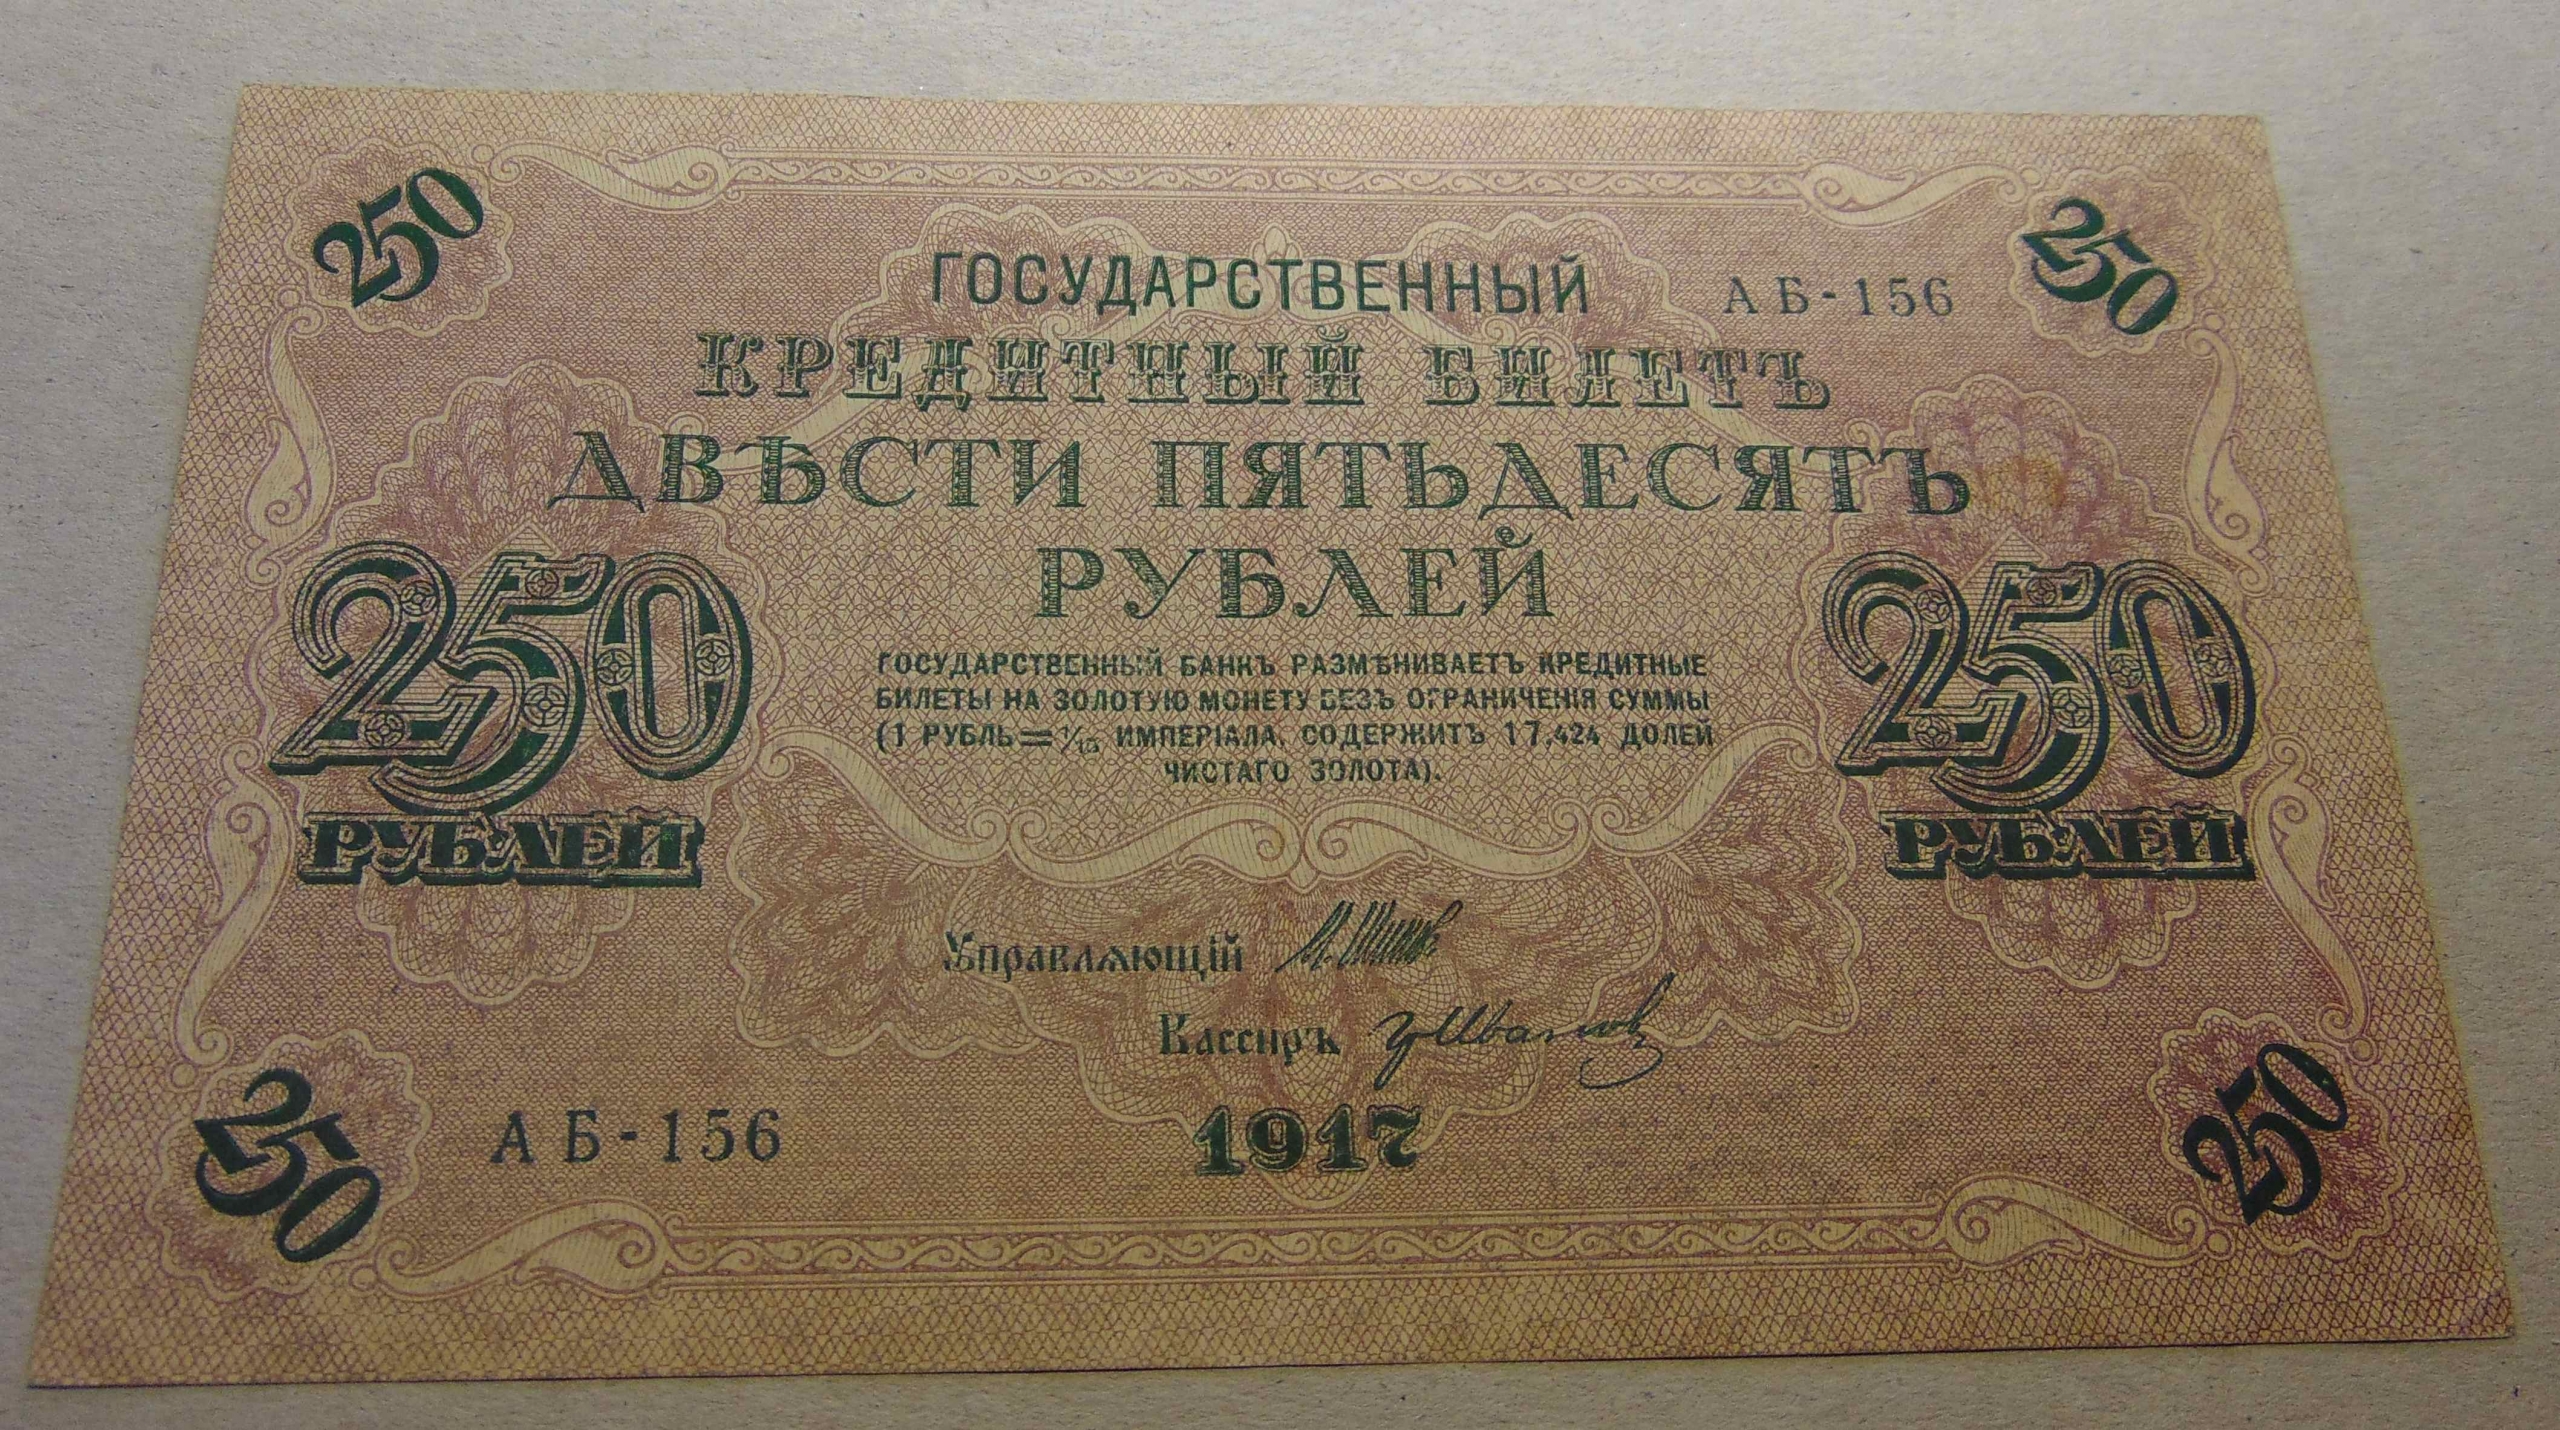 250
250
ГОСУДАРСТВЕННЫЙ
АБ-156
КРЕДИТНЫЙ БИЛЕТЪ
ДВѢСТИ ПЯТЬДЕСЯТЪ
РУБЛЕЙ
250
РУБЛЕЙ
ГОСУДАРСТВЕННЫЙ БАНКЪ РАЗМѢНИВАЕТЪ КРЕДИТНЫЕ
БИЛЕТЫ НА ЗОЛОТУЮ МОНЕТУ БЕЗЪ ОГРАНИЧЕНІЯ СУММЫ
(1 РУБЛЬ = 1/15 ИМПЕРІАЛА, СОДЕРЖИТЪ 17,424 ДОЛЕЙ
ЧИСТАГО ЗОЛОТА).
250
РУБЛЕЙ
Управляющій
Кассиръ
АБ-156
1917
250
250